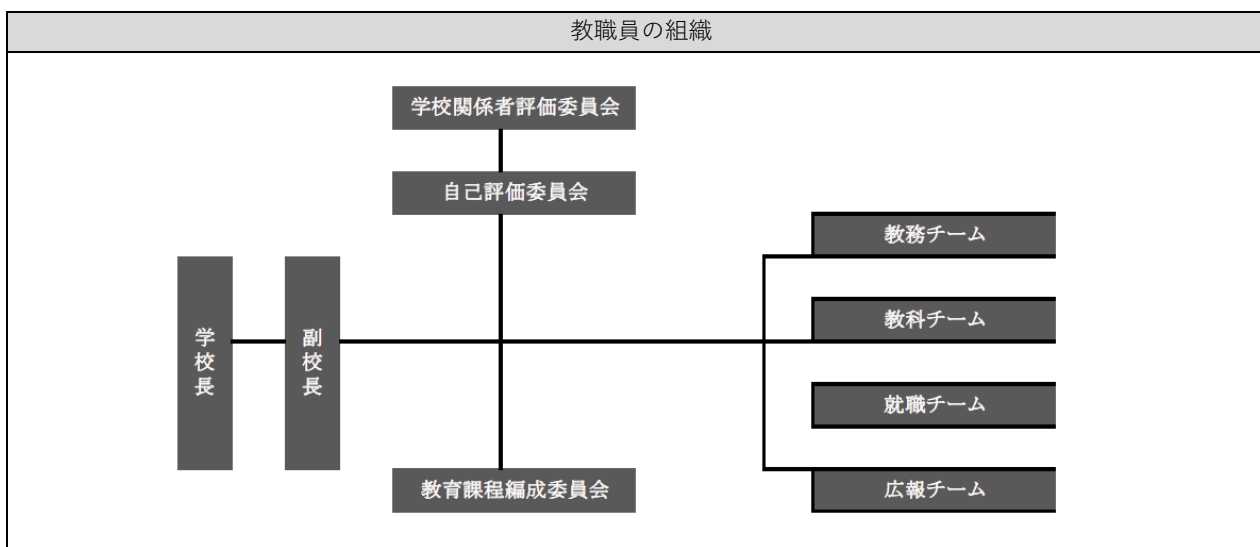 教職員の組織
学校関係者評価委員会
自己評価委員会
教務チーム
学校長
副校長
教科チーム
就職チーム
教育課程編成委員会
広報チーム